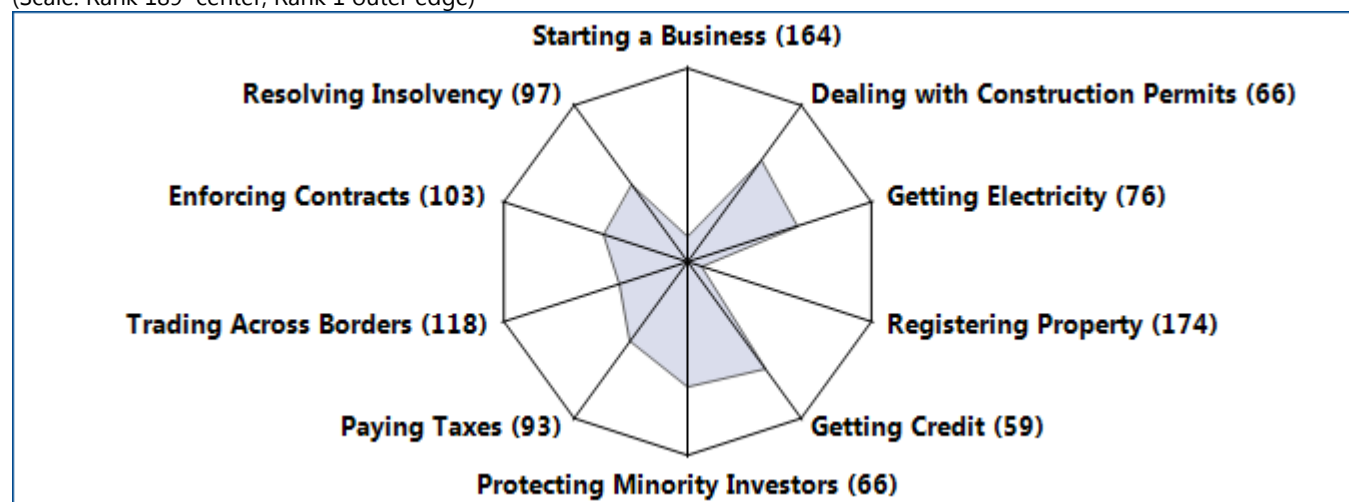 (Scale: Rank 189 center, Rank 1 outer edge)
Starting a Business (164)
Resolving Insolvency (97)
Dealing with Construction Permits (66)
Enforcing Contracts (103)
Getting Electricity (76)
Trading Across Borders (118)
Registering Property (174)
Paying Taxes (93)
Getting Credit (59)
Protecting Minority Investors (66)